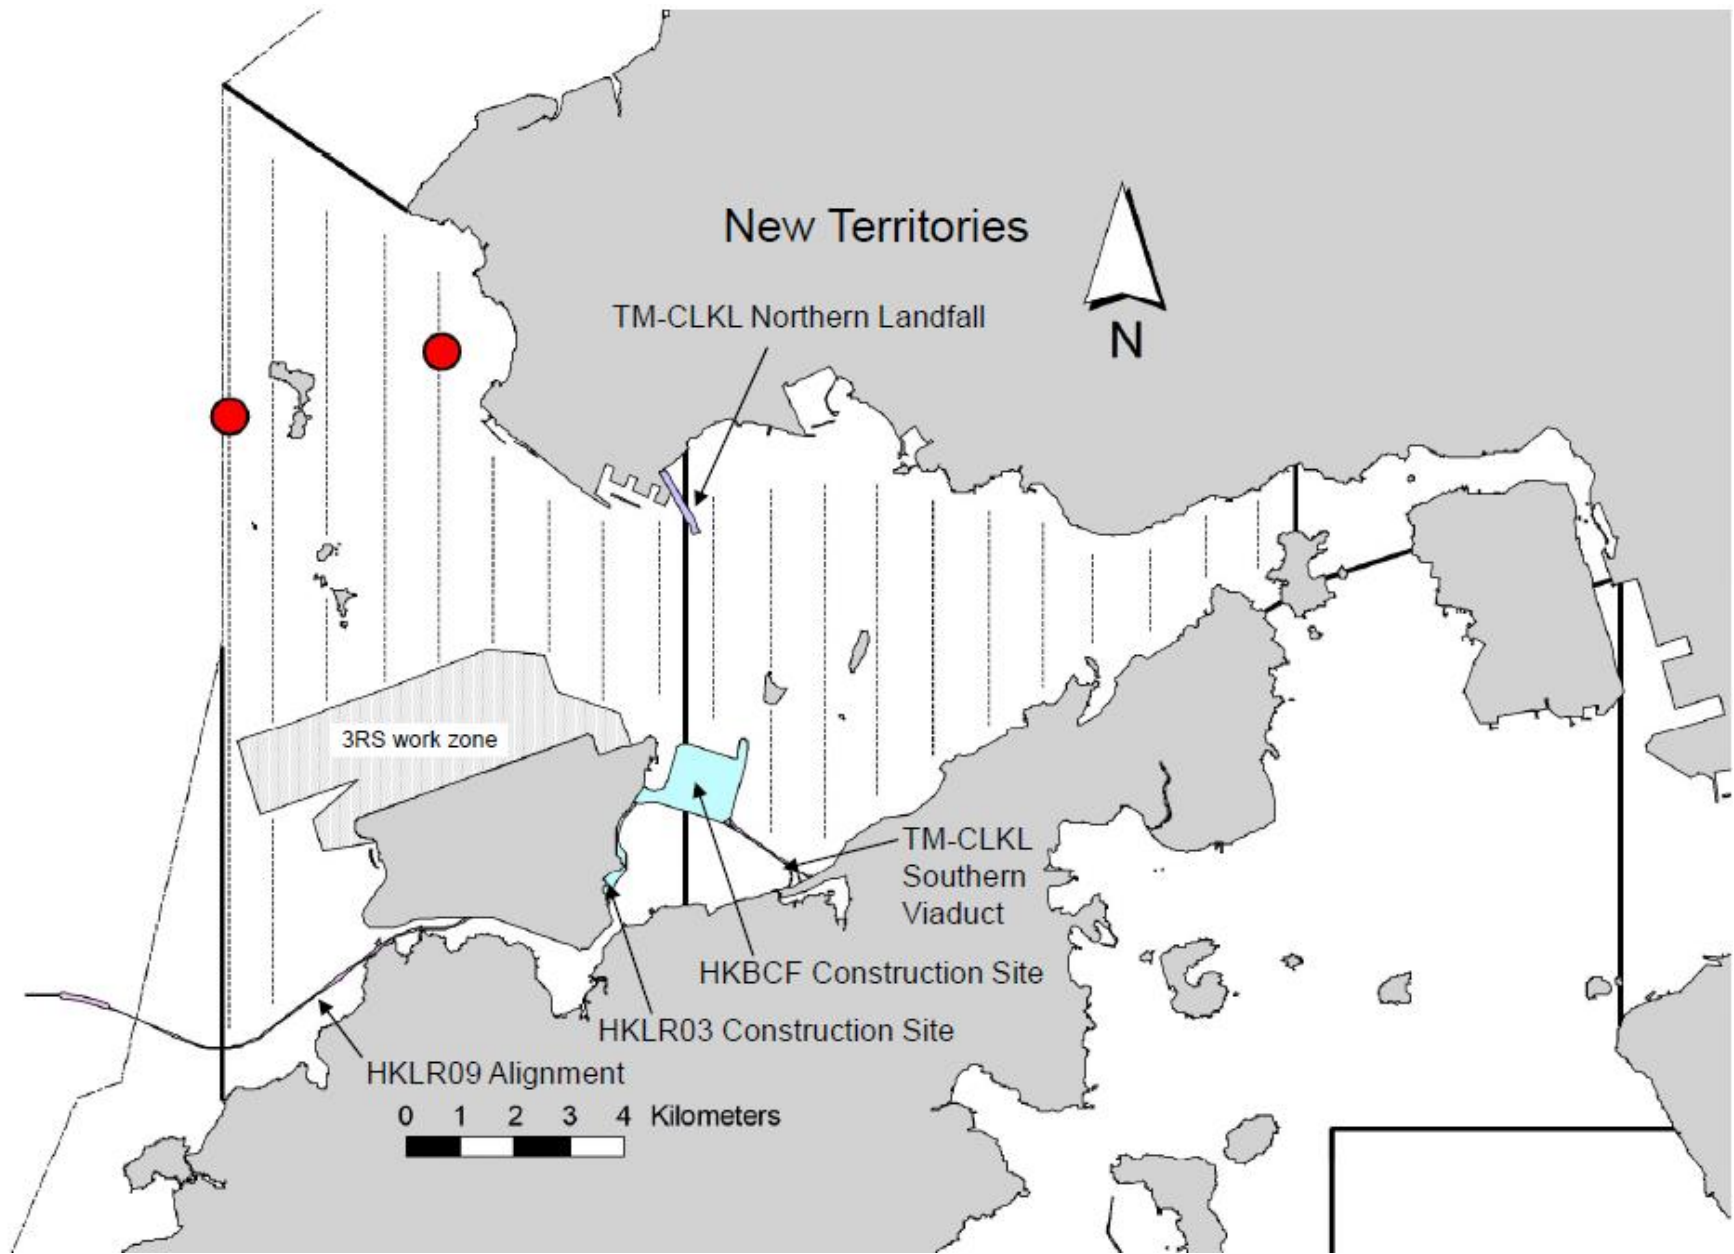 New Territories
TM-CLKL Northern Landfall
N
3RS work zone
TM-CLKL
Southern
Viaduct
HKBCF Construction Site
HKLR03 Construction Site
HKLR09 Alignment
0 1 2 3 4 Kilometers